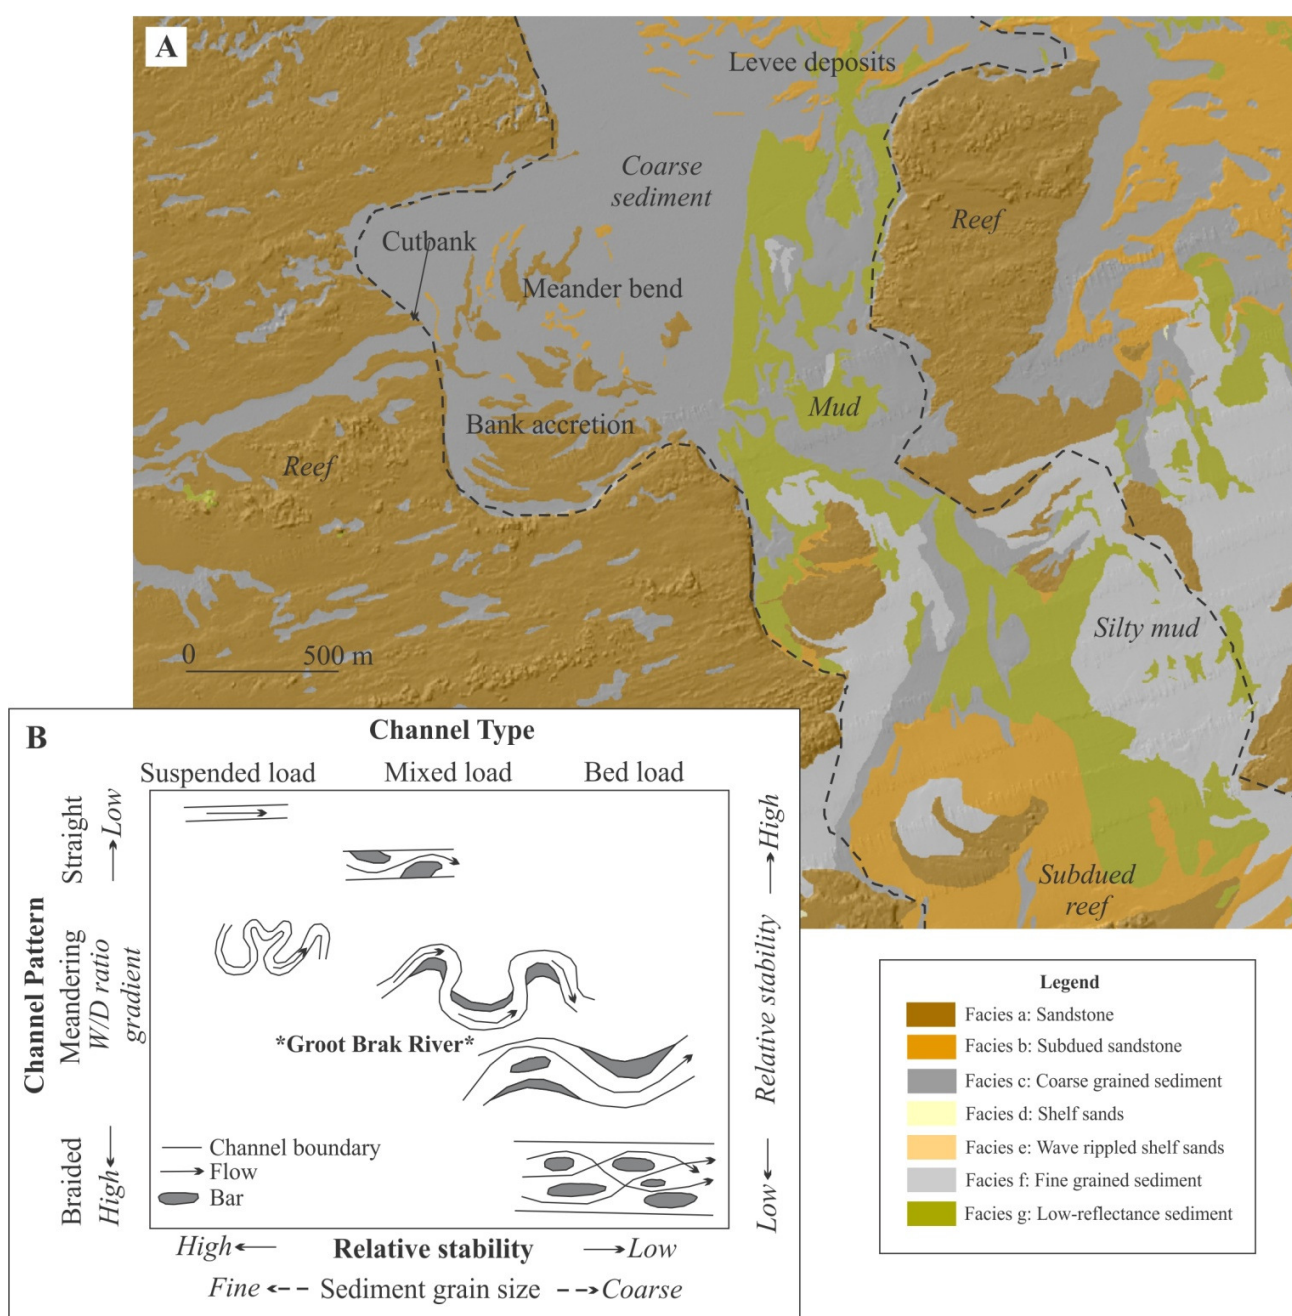 A
Levee deposits
Coarse
sediment
Reef
Cutbank
Meander bend
Mud
Bank accretion
Reef
Silty mud
0 500 m
Subdued
reef
B
Channel Type
Suspended load Mixed load Bed load
Channel Pattern
Straight
Low
Meandering
W/D ratio
gradient
Braided
High
High
Relative stability
Low
*Groot Brak River*
Channel boundary
Flow
Bar
High Relative stability Low
Fine Sediment grain size Coarse
Legend
Facies a: Sandstone
Facies b: Subdued sandstone
Facies c: Coarse grained sediment
Facies d: Shelf sands
Facies e: Wave rippled shelf sands
Facies f: Fine grained sediment
Facies g: Low-reflectance sediment